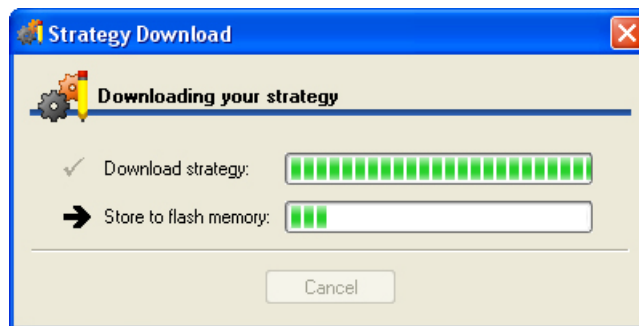 Strategy Download
Downloading your strategy
Download strategy:
Store to flash memory:
Cancel